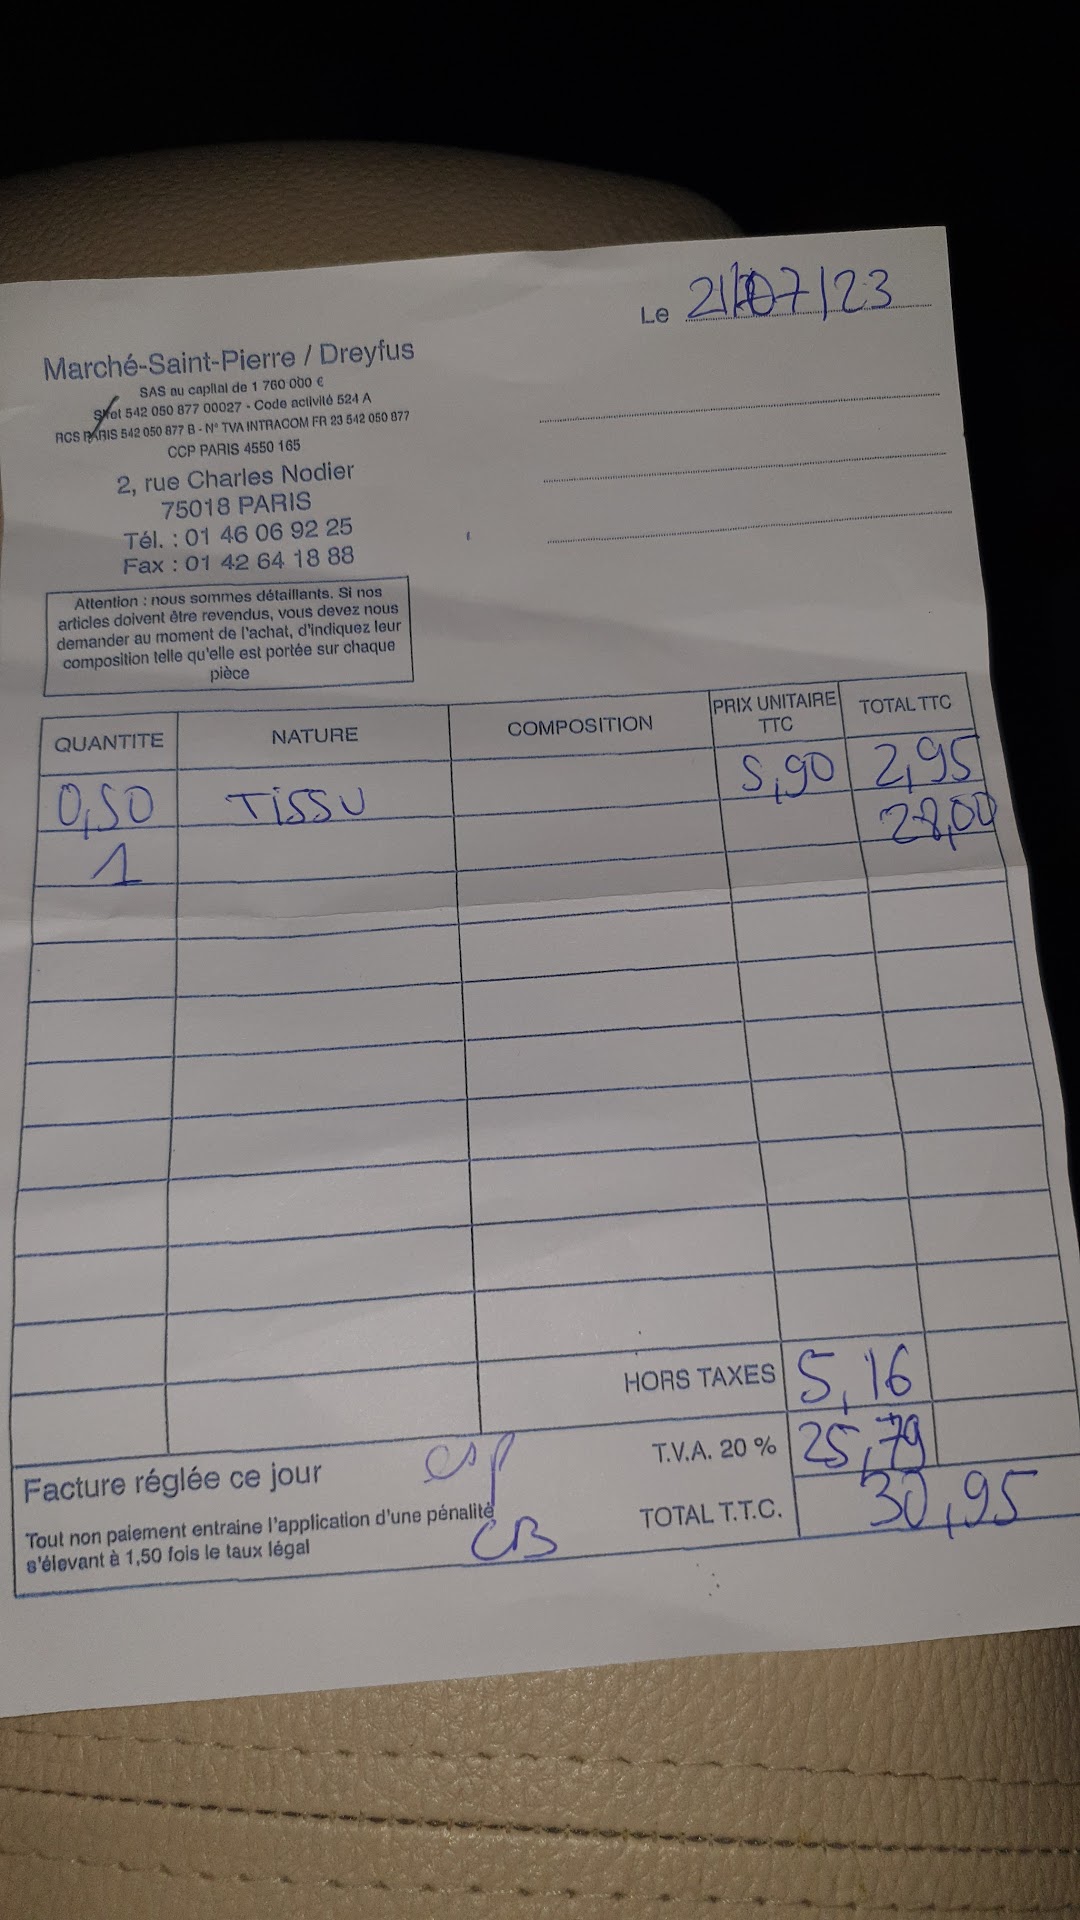 Le 21/07/23
Marché-Saint-Pierre / Dreyfus
SAS au capital de 1 760 000 €
Siret 542 050 877 00027 - Code activité 524 A
RCS PARIS 542 050 877 B - N° TVA INTRACOM FR 23 542 050 877
CCP PARIS 4550 165
2, rue Charles Nodier
75018 PARIS
Tél. : 01 46 06 92 25
Fax : 01 42 64 18 88
Attention : nous sommes détaillants. Si nos
articles doivent être revendus, vous devez nous
demander au moment de l'achat, d'indiquez leur
composition telle qu'elle est portée sur chaque
pièce
QUANTITE NATURE COMPOSITION PRIX UNITAIRE TTC TOTAL TTC
0,50 TISSU 5,90 2,95
1 28,00
HORS TAXES 5,16
T.V.A. 20 % 25,79
TOTAL T.T.C. 30,95
Facture réglée ce jour esp
Tout non paiement entraine l'application d'une pénalité
s'élevant à 1,50 fois le taux légal
CB